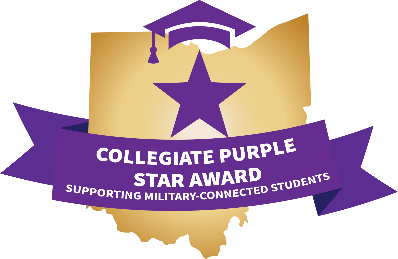 COLLEGIATE PURPLE
STAR AWARD
SUPPORTING MILITARY-CONNECTED STUDENTS